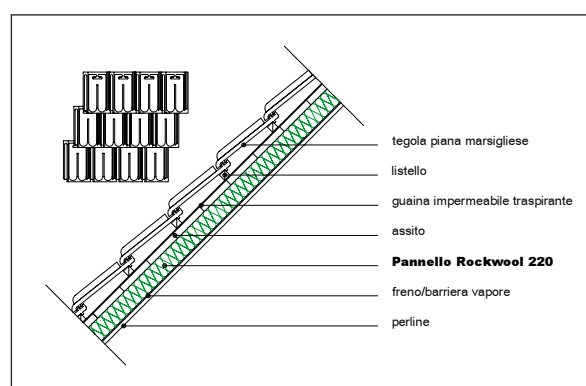 tegola piana marsigliese
listello
guaina impermeabile traspirante
assito
Pannello Rockwool 220
freno/barriera vapore
perline